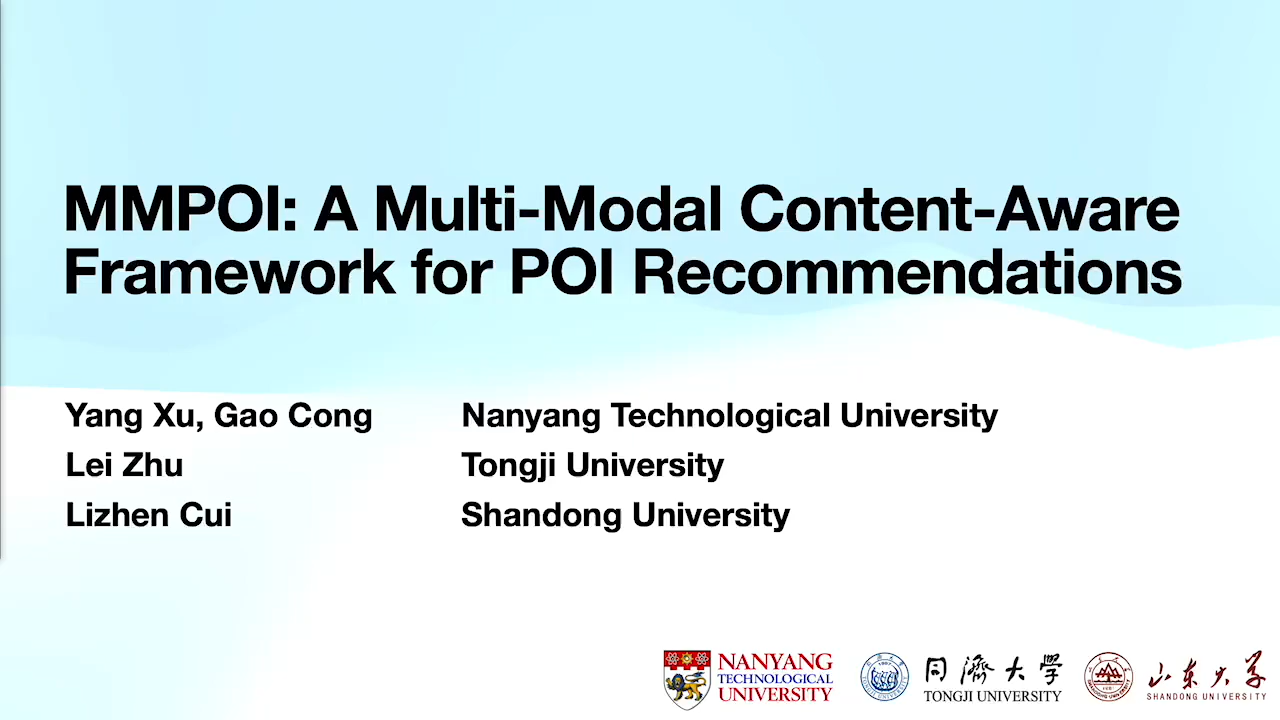 MMPOI: A Multi-Modal Content-Aware
Framework for POI Recommendations
Yang Xu, Gao Cong Nanyang Technological University
Lei Zhu Tongji University
Lizhen Cui Shandong University
NANYANG
TECHNOLOGICAL
UNIVERSITY
同濟大學
TONGJI UNIVERSITY
山东大学
SHANDONG UNIVERSITY